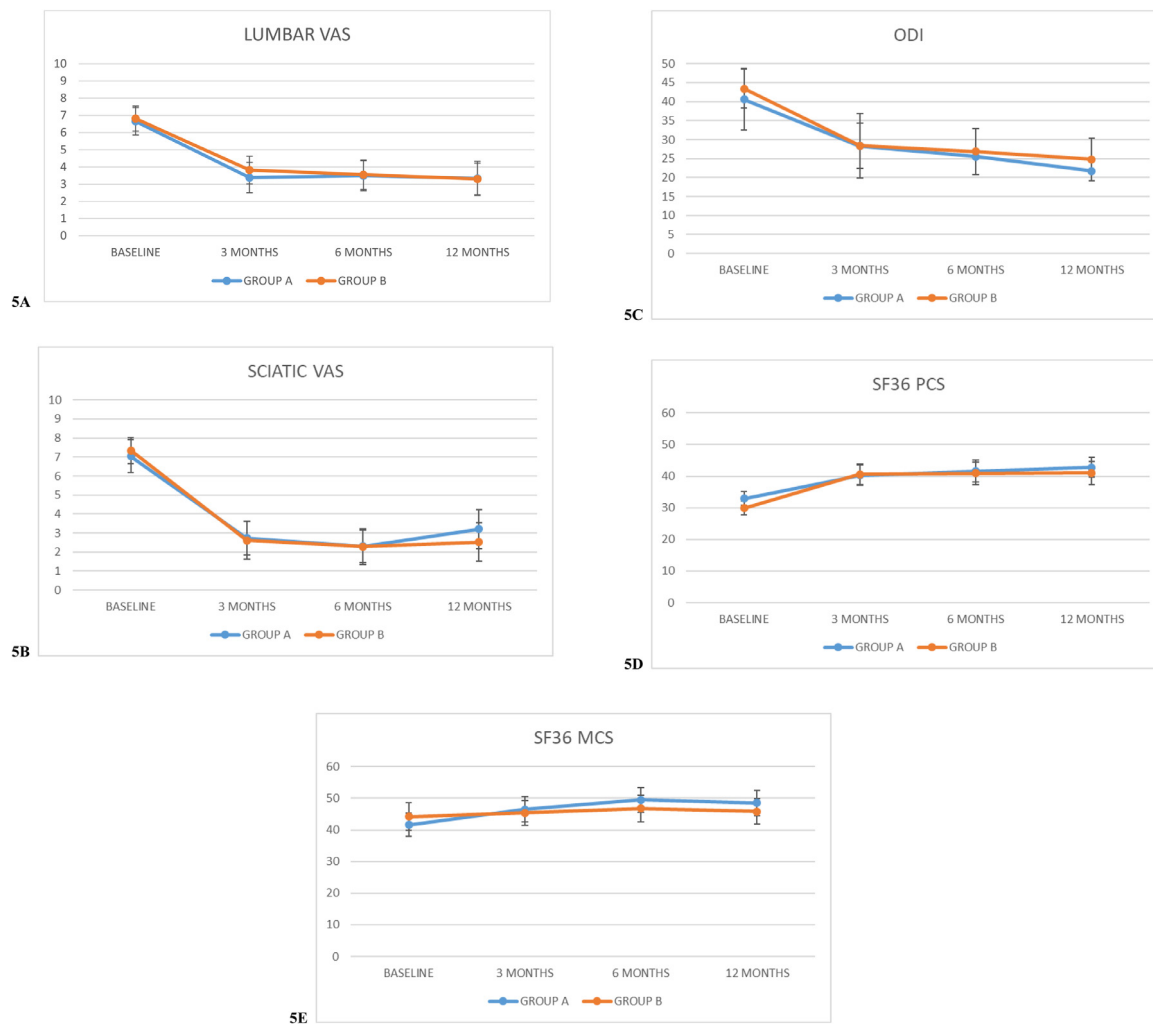 LUMBAR VAS
10
9
8
7
6
5
4
3
2
1
0
BASELINE 3 MONTHS 6 MONTHS 12 MONTHS
GROUP A GROUP B
5A
ODI
50
45
40
35
30
25
20
15
10
5
0
BASELINE 3 MONTHS 6 MONTHS 12 MONTHS
GROUP A GROUP B
5C
SCIATIC VAS
10
9
8
7
6
5
4
3
2
1
0
BASELINE 3 MONTHS 6 MONTHS 12 MONTHS
GROUP A GROUP B
5B
SF36 PCS
60
50
40
30
20
10
0
BASELINE 3 MONTHS 6 MONTHS 12 MONTHS
GROUP A GROUP B
5D
SF36 MCS
60
50
40
30
20
10
0
BASELINE 3 MONTHS 6 MONTHS 12 MONTHS
GROUP A GROUP B
5E